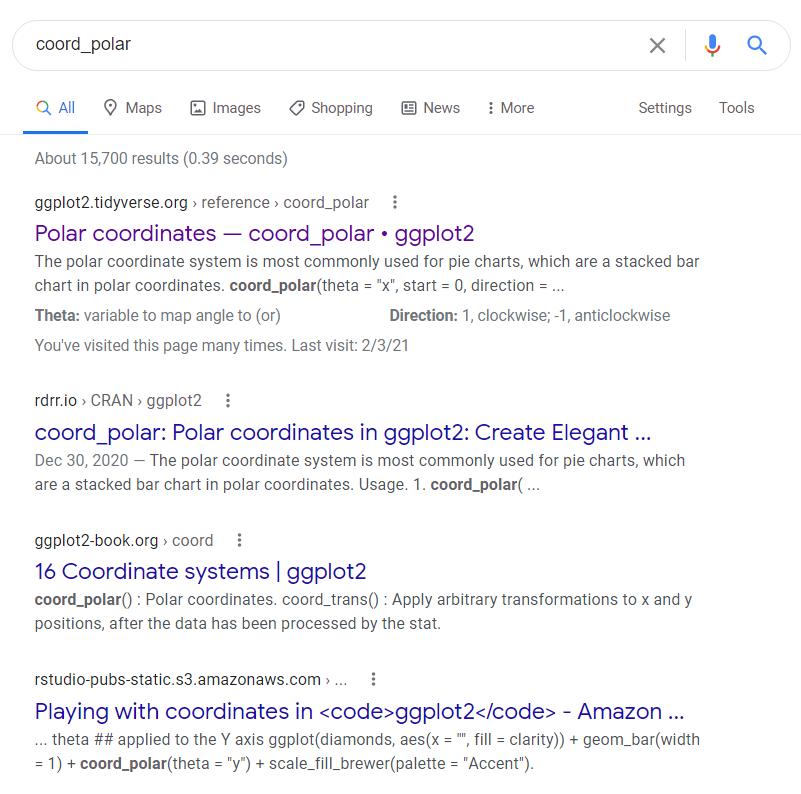 coord_polar
All Maps Images Shopping News More Settings Tools
About 15,700 results (0.39 seconds)
ggplot2.tidyverse.org › reference › coord_polar
Polar coordinates — coord_polar • ggplot2
The polar coordinate system is most commonly used for pie charts, which are a stacked bar
chart in polar coordinates. coord_polar(theta = "x", start = 0, direction = ...
Theta: variable to map angle to (or) Direction: 1, clockwise; -1, anticlockwise
You've visited this page many times. Last visit: 2/3/21
rdrr.io › CRAN › ggplot2
coord_polar: Polar coordinates in ggplot2: Create Elegant ...
Dec 30, 2020 — The polar coordinate system is most commonly used for pie charts, which
are a stacked bar chart in polar coordinates. Usage. 1. coord_polar( ...
ggplot2-book.org › coord
16 Coordinate systems | ggplot2
coord_polar() : Polar coordinates. coord_trans() : Apply arbitrary transformations to x and y
positions, after the data has been processed by the stat.
rstudio-pubs-static.s3.amazonaws.com › ...
Playing with coordinates in <code>ggplot2</code> - Amazon ...
... theta ## applied to the Y axis ggplot(diamonds, aes(x = "", fill = clarity)) + geom_bar(width
= 1) + coord_polar(theta = "y") + scale_fill_brewer(palette = "Accent").